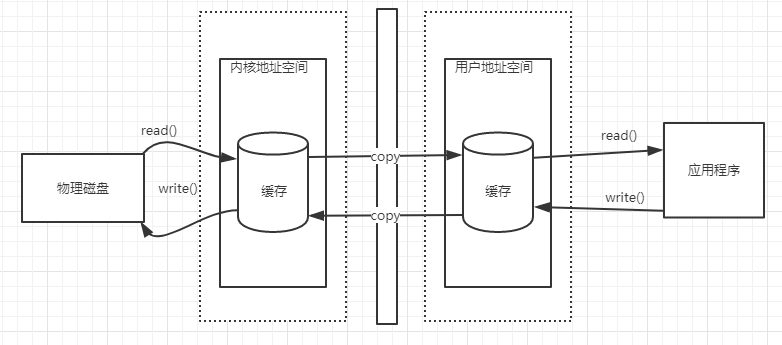 内核地址空间
用户地址空间
read()
copy
read()
物理磁盘
write()
缓存
缓存
应用程序
write()
copy